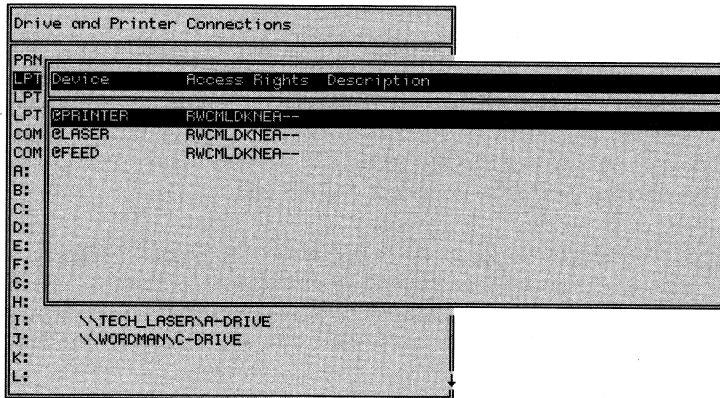 Drive and Printer Connections
PRN
LPT Device Access Rights Description
LPT
LPT @PRINTER RWCMLDKNEA--
COM @LASER RWCMLDKNEA--
COM @FEED RWCMLDKNEA--
A:
B:
C:
D:
E:
F:
G:
H:
I: \\TECH_LASER\A-DRIVE
J: \\WORDMAN\C-DRIVE
K:
L: